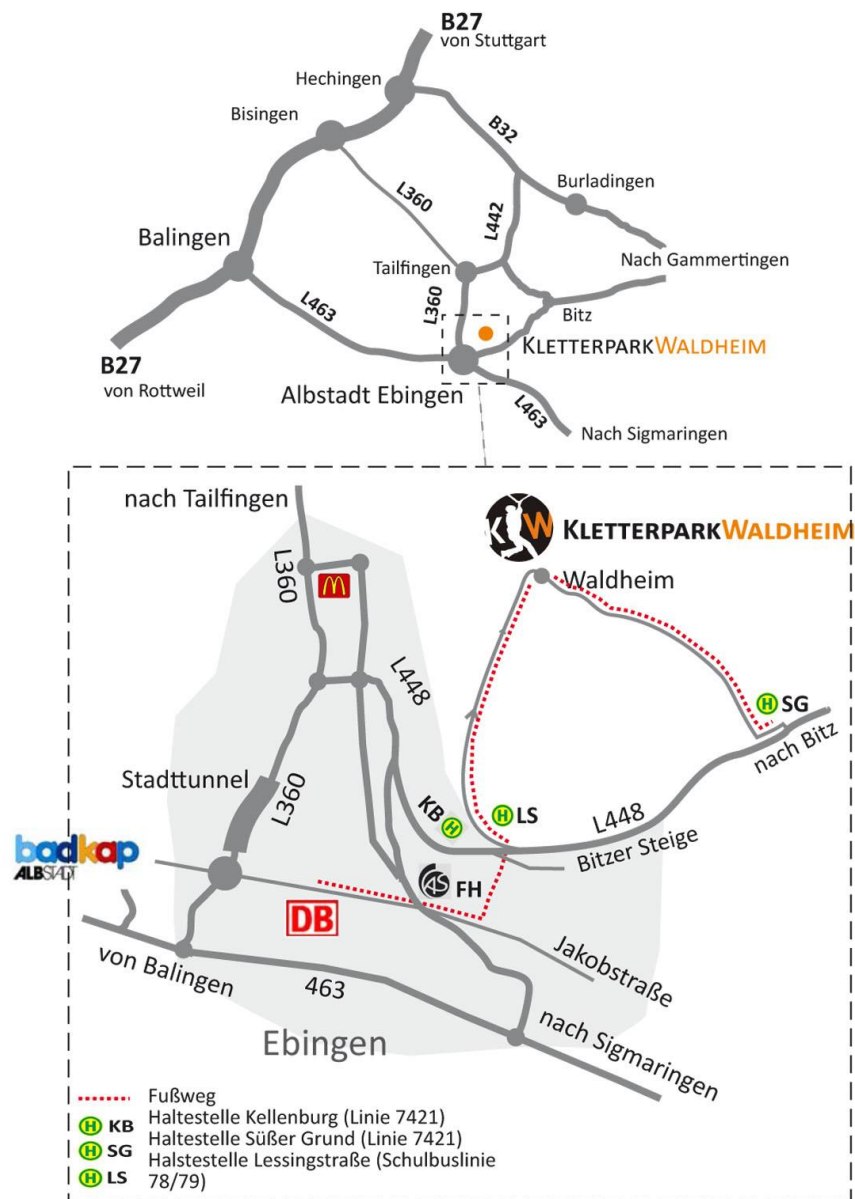 B27
von Stuttgart
Hechingen
Bisingen
B32
Burladingen
L360
L442
Balingen
Tailfingen
Nach Gammertingen
L463
L360
Bitz
KLETTERPARKWALDHEIM
B27
von Rottweil
Albstadt Ebingen
L463
Nach Sigmaringen
nach Tailfingen
KW
KLETTERPARKWALDHEIM
L360
M
Waldheim
L448
H SG
nach Bitz
Stadttunnel
L360
KB H
H LS
L448
Bitzer Steige
badkap
ALBSTADT
AS FH
DB
Jakobstraße
von Balingen
463
nach Sigmaringen
Ebingen
Fußweg
H KB Haltestelle Kellenburg (Linie 7421)
H SG Haltestelle Süßer Grund (Linie 7421)
H LS Halstestelle Lessingstraße (Schulbuslinie
78/79)